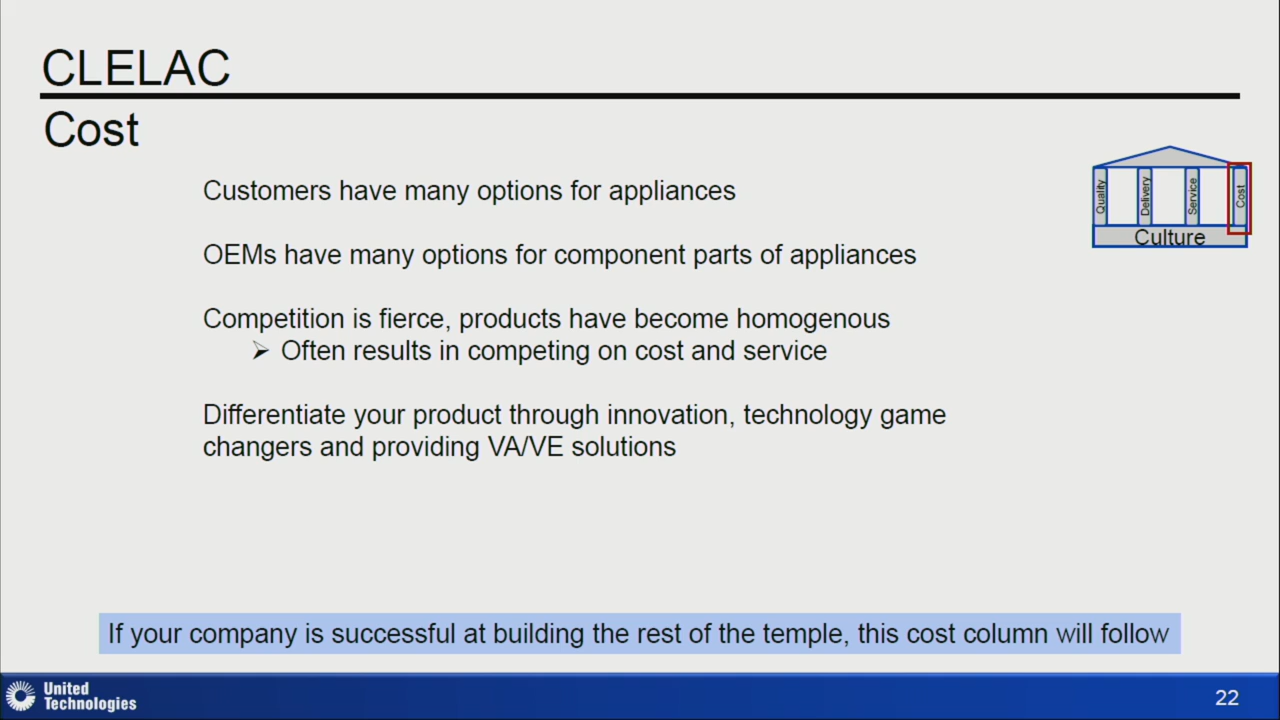 CLELAC
Cost
Customers have many options for appliances
OEMs have many options for component parts of appliances
Competition is fierce, products have become homogenous
➢ Often results in competing on cost and service
Differentiate your product through innovation, technology game
changers and providing VA/VE solutions
Quality
Delivery
Service
Cost
Culture
If your company is successful at building the rest of the temple, this cost column will follow
United
Technologies
22